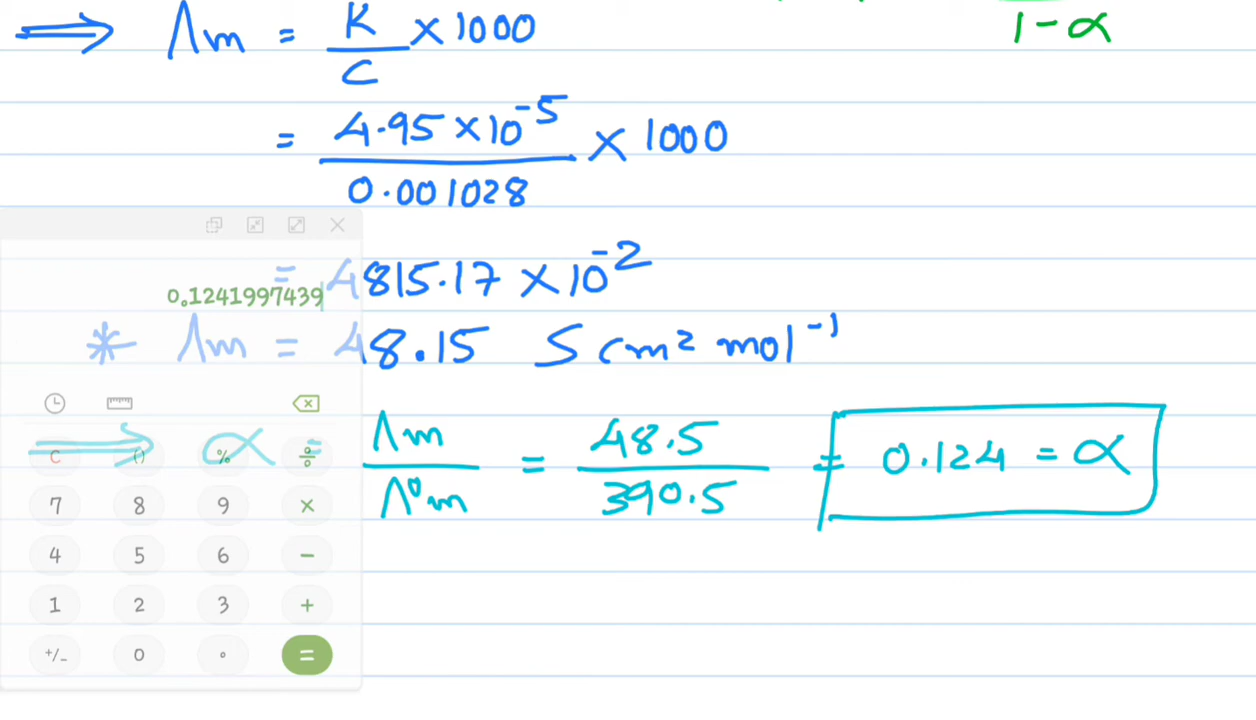 ⟹ Λm = K/C × 1000
1 - α
= 4.95 × 10⁻⁵ / 0.001028 × 1000
= 4815.17 × 10⁻²
0.1241997439
* Λm = 48.15 S cm² mol⁻¹
⟹ α = Λm / Λ⁰m = 48.5 / 390.5 = 0.124 = α
C () % ÷
7 8 9 ×
4 5 6 −
1 2 3 +
+/− 0 . =